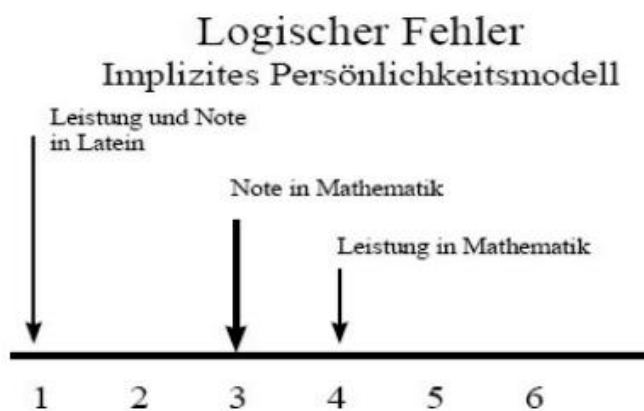 Logischer Fehler
Implizites Persönlichkeitsmodell
Leistung und Note
in Latein
Note in Mathematik
Leistung in Mathematik
1 2 3 4 5 6